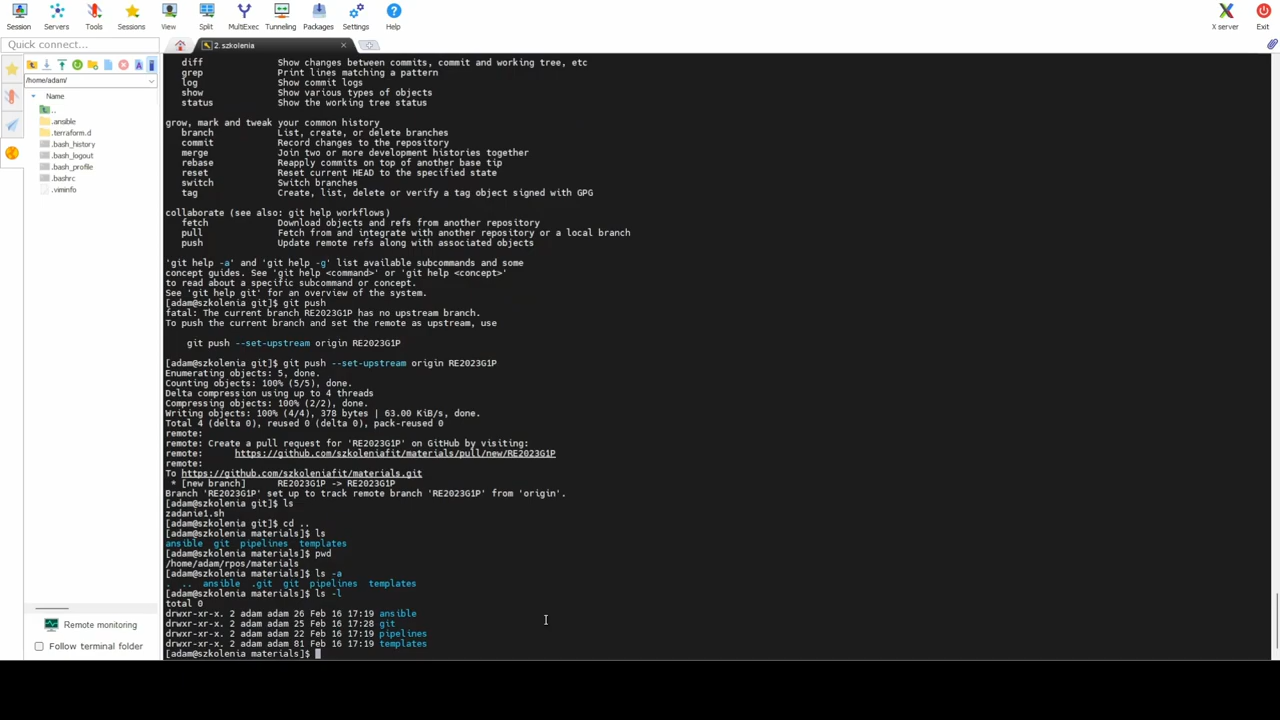 Session Servers Tools Sessions View Split MultiExec Tunneling Packages Settings Help X server Exit
Quick connect...
2. szkolenia
/home/adam/
Name
..
.ansible
.terraform.d
.bash_history
.bash_logout
.bash_profile
.bashrc
.viminfo
Remote monitoring
Follow terminal folder
diff Show changes between commits, commit and working tree, etc
grep Print lines matching a pattern
log Show commit logs
show Show various types of objects
status Show the working tree status
grow, mark and tweak your common history
branch List, create, or delete branches
commit Record changes to the repository
merge Join two or more development histories together
rebase Reapply commits on top of another base tip
reset Reset current HEAD to the specified state
switch Switch branches
tag Create, list, delete or verify a tag object signed with GPG
collaborate (see also: git help workflows)
fetch Download objects and refs from another repository
pull Fetch from and integrate with another repository or a local branch
push Update remote refs along with associated objects
'git help -a' and 'git help -g' list available subcommands and some
concept guides. See 'git help <command>' or 'git help <concept>'
to read about a specific subcommand or concept.
See 'git help git' for an overview of the system.
[adam@szkolenia git]$ git push
fatal: The current branch RE2023G1P has no upstream branch.
To push the current branch and set the remote as upstream, use
git push --set-upstream origin RE2023G1P
[adam@szkolenia git]$ git push --set-upstream origin RE2023G1P
Enumerating objects: 5, done.
Counting objects: 100% (5/5), done.
Delta compression using up to 4 threads
Compressing objects: 100% (2/2), done.
Writing objects: 100% (4/4), 378 bytes | 63.00 KiB/s, done.
Total 4 (delta 0), reused 0 (delta 0), pack-reused 0
remote:
remote: Create a pull request for 'RE2023G1P' on GitHub by visiting:
remote: https://github.com/szkoleniafit/materials/pull/new/RE2023G1P
remote:
To https://github.com/szkoleniafit/materials.git
* [new branch] RE2023G1P -> RE2023G1P
Branch 'RE2023G1P' set up to track remote branch 'RE2023G1P' from 'origin'.
[adam@szkolenia git]$ ls
zadanie1.sh
[adam@szkolenia git]$ cd ..
[adam@szkolenia materials]$ ls
ansible git pipelines templates
[adam@szkolenia materials]$ pwd
/home/adam/rpos/materials
[adam@szkolenia materials]$ ls -a
. .. ansible .git git pipelines templates
[adam@szkolenia materials]$ ls -l
total 0
drwxr-xr-x. 2 adam adam 26 Feb 16 17:19 ansible
drwxr-xr-x. 2 adam adam 25 Feb 16 17:28 git
drwxr-xr-x. 2 adam adam 22 Feb 16 17:19 pipelines
drwxr-xr-x. 2 adam adam 81 Feb 16 17:19 templates
[adam@szkolenia materials]$